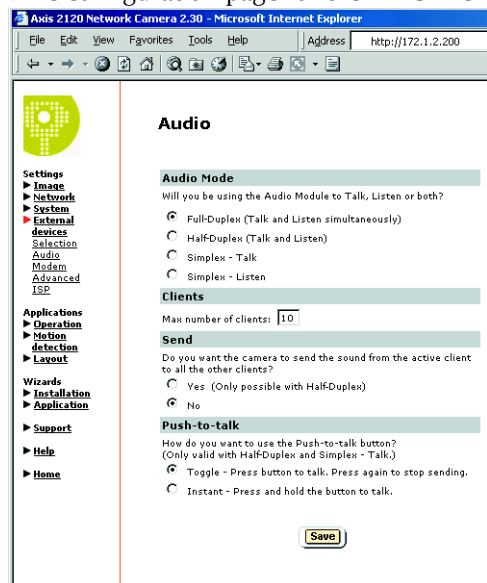 Axis 2120 Network Camera 2.30 - Microsoft Internet Explorer
File Edit View Favorites Tools Help Address http://172.1.2.200
Audio
Settings
Image
Network
System
External
devices
Selection
Audio
Modem
Advanced
ISP
Applications
Operation
Motion
detection
Layout
Wizards
Installation
Application
Support
Help
Home
Audio Mode
Will you be using the Audio Module to Talk, Listen or both?
Full-Duplex (Talk and Listen simultaneously)
Half-Duplex (Talk and Listen)
Simplex - Talk
Simplex - Listen
Clients
Max number of clients: 10
Send
Do you want the camera to send the sound from the active client
to all the other clients?
Yes (Only possible with Half-Duplex)
No
Push-to-talk
How do you want to use the Push-to-talk button?
(Only valid with Half-Duplex and Simplex - Talk.)
Toggle - Press button to talk. Press again to stop sending.
Instant - Press and hold the button to talk.
Save